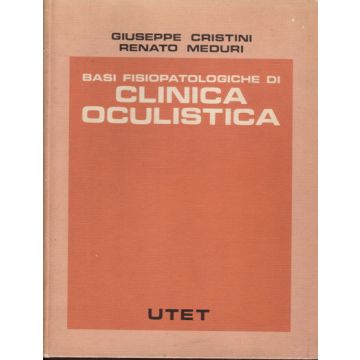 GIUSEPPE CRISTINI
RENATO MEDURI
BASI FISIOPATOLOGICHE DI
CLINICA
OCULISTICA
UTET